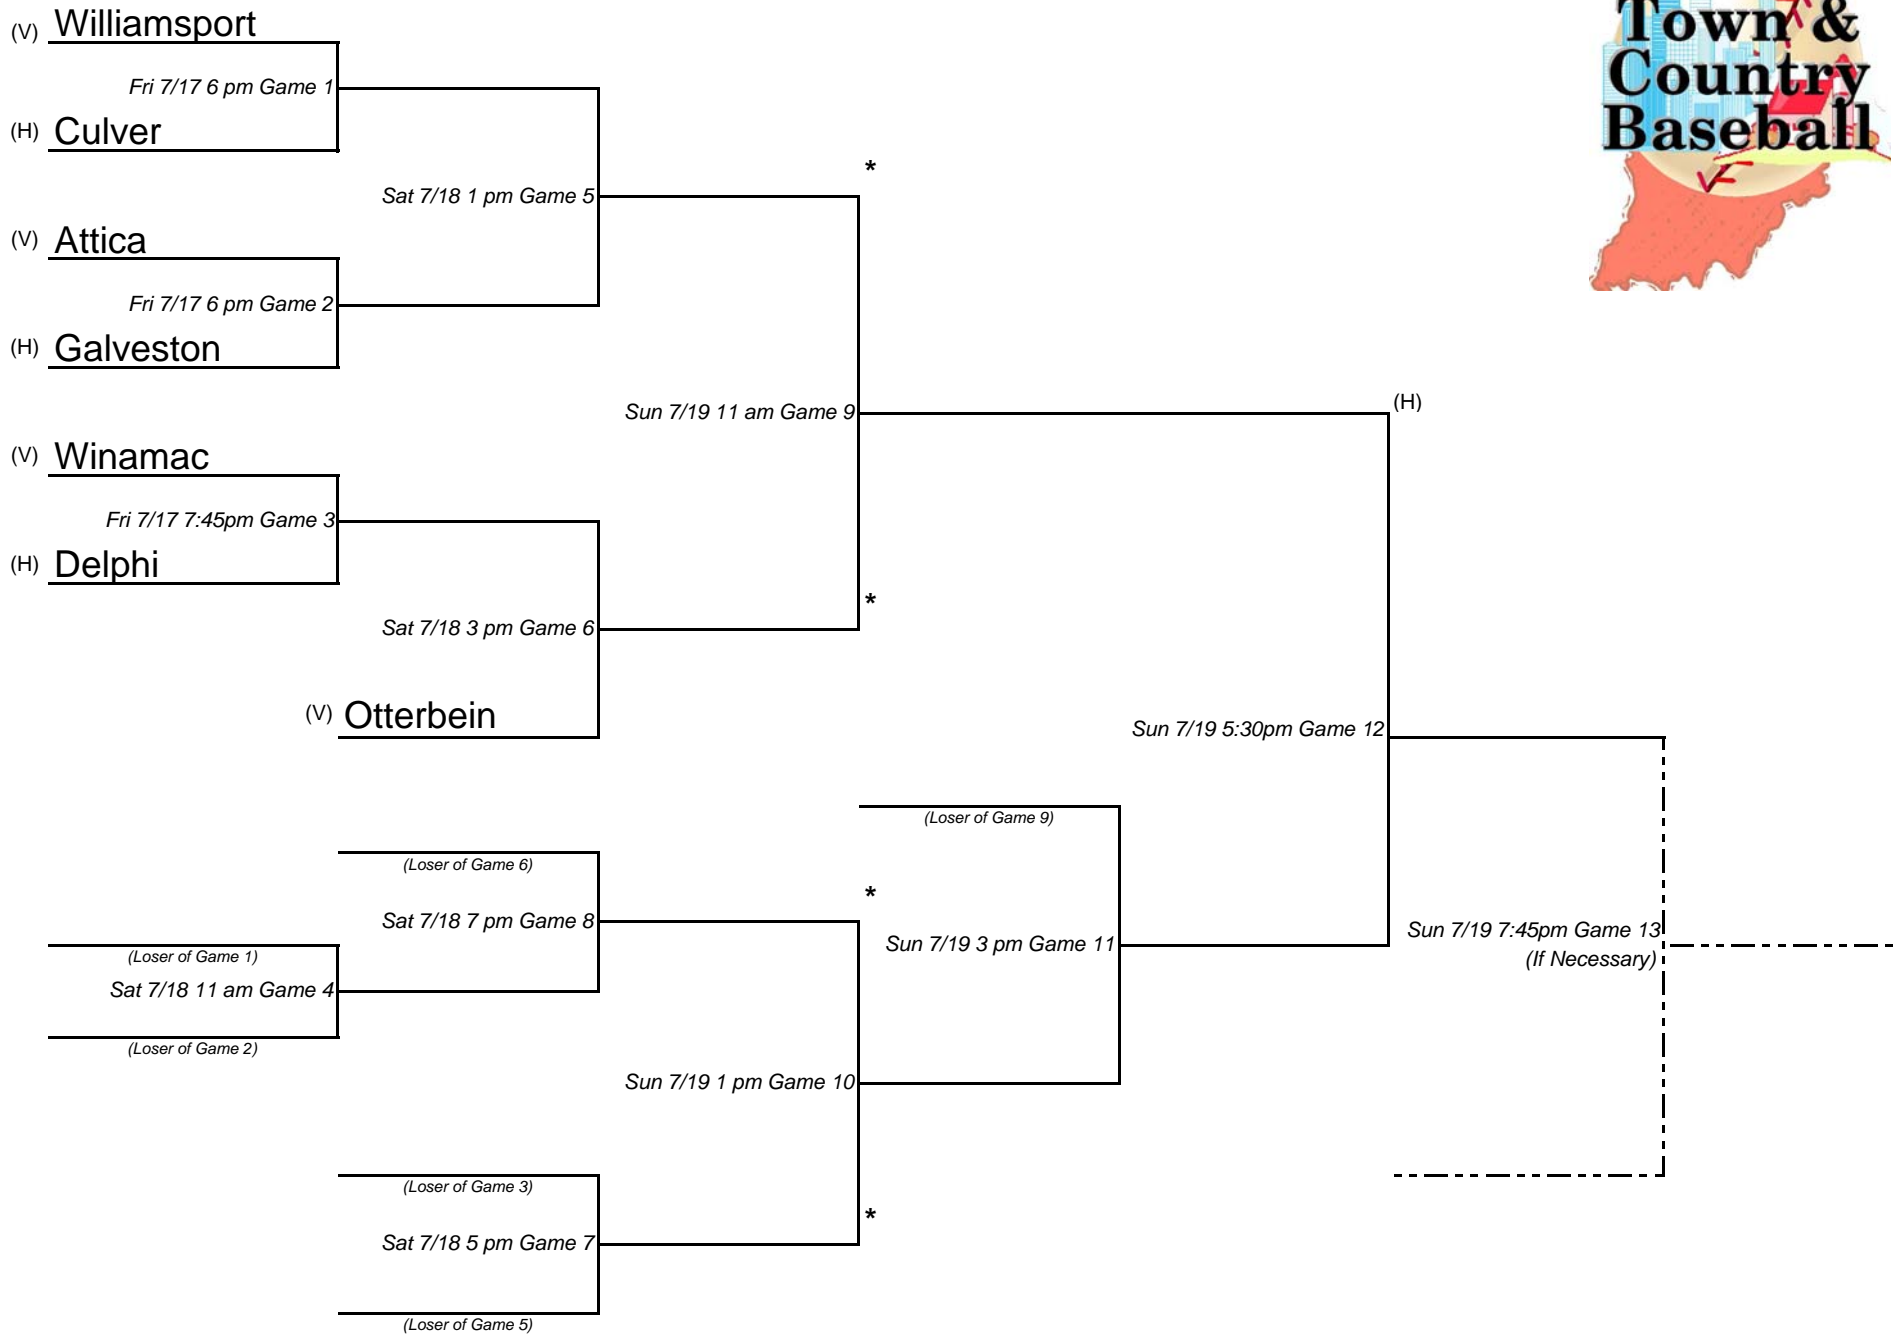 Town &
Country
Baseball
(V) Williamsport
Fri 7/17 6 pm Game 1
(H) Culver
*
Sat 7/18 1 pm Game 5
(V) Attica
Fri 7/17 6 pm Game 2
(H) Galveston
Sun 7/19 11 am Game 9
(H)
(V) Winamac
Fri 7/17 7:45pm Game 3
(H) Delphi
*
Sat 7/18 3 pm Game 6
(V) Otterbein
Sun 7/19 5:30pm Game 12
(Loser of Game 9)
(Loser of Game 6)
*
Sat 7/18 7 pm Game 8
Sun 7/19 3 pm Game 11
Sun 7/19 7:45pm Game 13
(If Necessary)
(Loser of Game 1)
Sat 7/18 11 am Game 4
(Loser of Game 2)
Sun 7/19 1 pm Game 10
(Loser of Game 3)
*
Sat 7/18 5 pm Game 7
(Loser of Game 5)